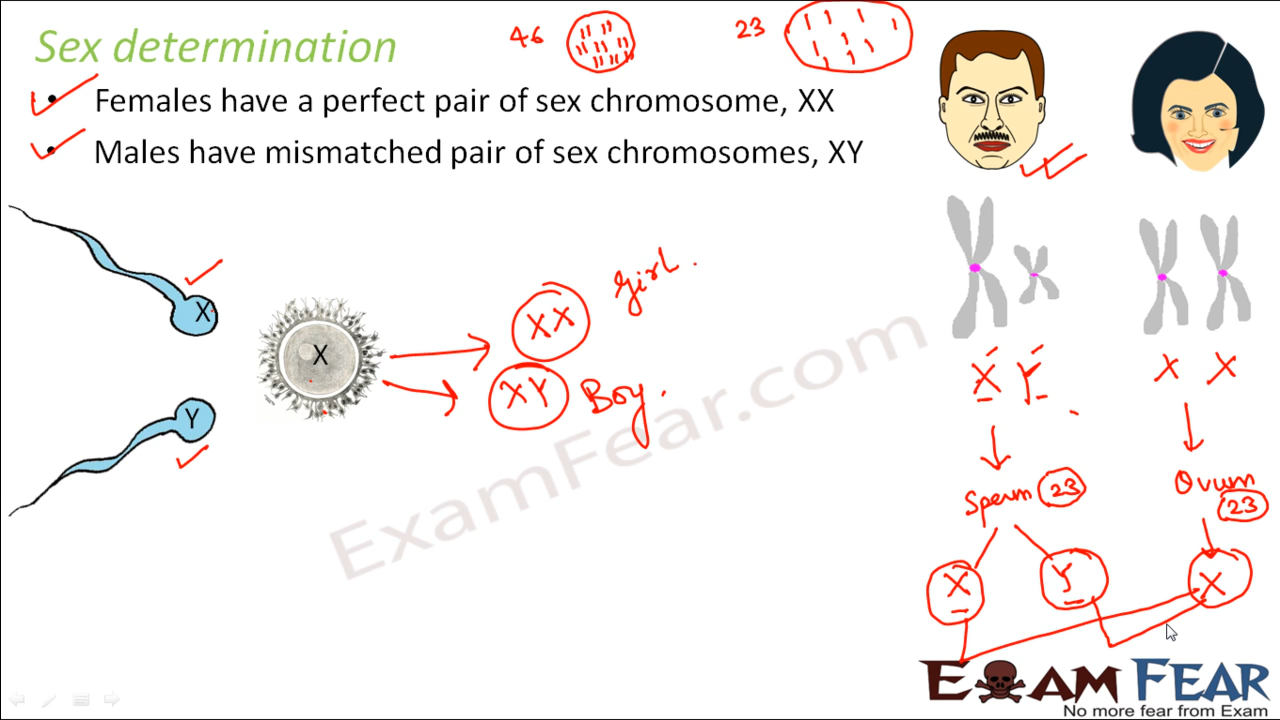 Sex determination
46
23
• Females have a perfect pair of sex chromosome, XX
• Males have mismatched pair of sex chromosomes, XY
X
X
Y
XX Girl.
XY Boy.
X Y
X X
Sperm 23
Ovum
23
X Y X
ExamFear.com
EXAM FEAR
No more fear from Exam